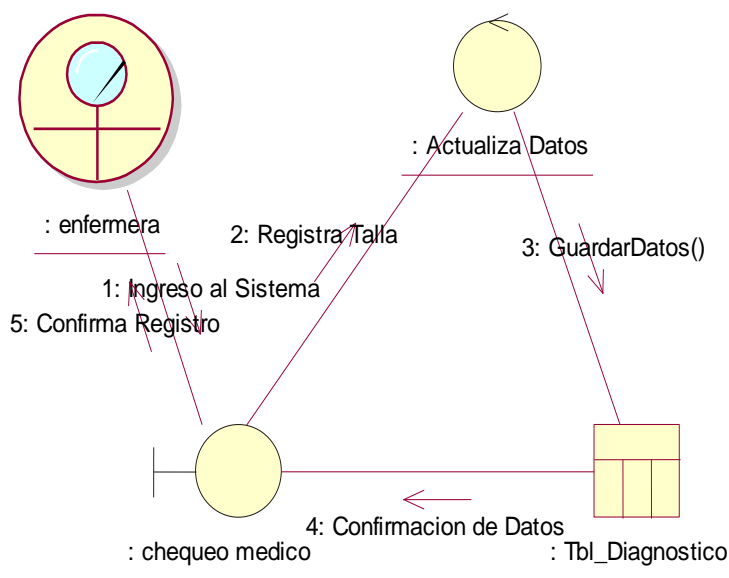 : Actualiza Datos
: enfermera
2: Registra Talla
3: GuardarDatos()
1: Ingreso al Sistema
5: Confirma Registro
4: Confirmacion de Datos
: chequeo medico
: Tbl_Diagnostico